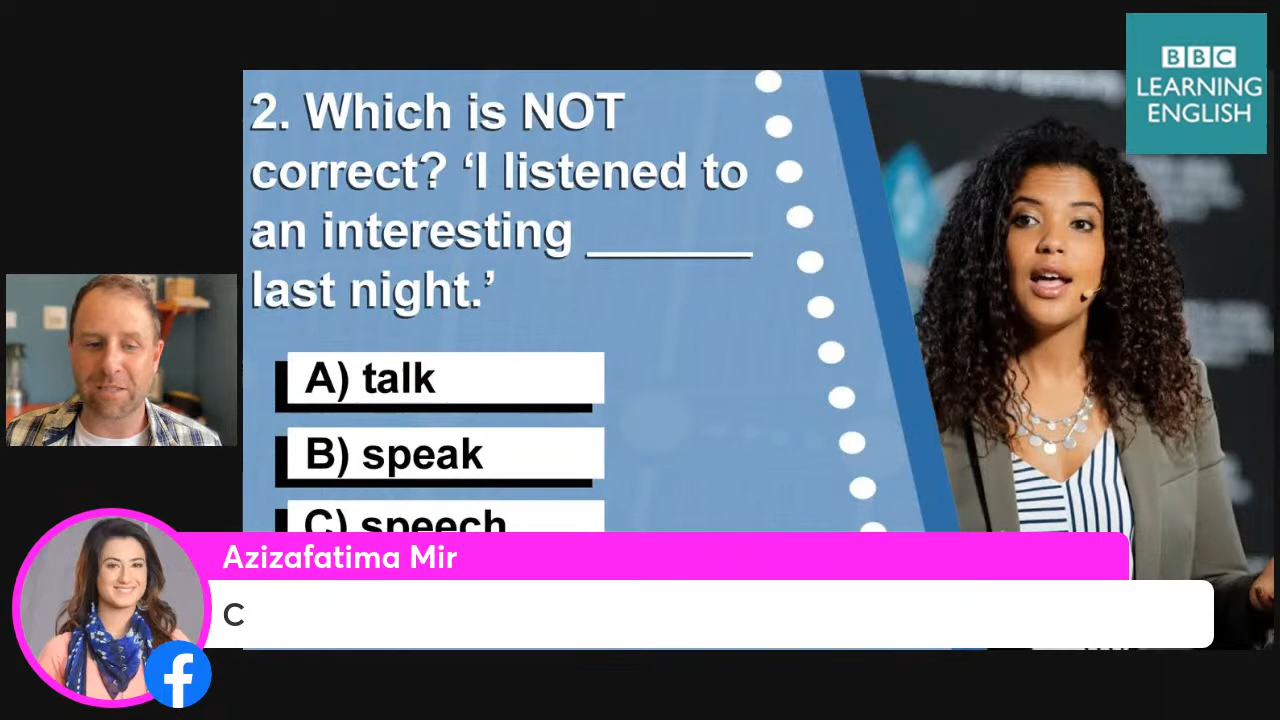 BBC
LEARNING
ENGLISH
2. Which is NOT
correct? ‘I listened to
an interesting ______
last night.’
A) talk
B) speak
C) speech
Azizafatima Mir
C